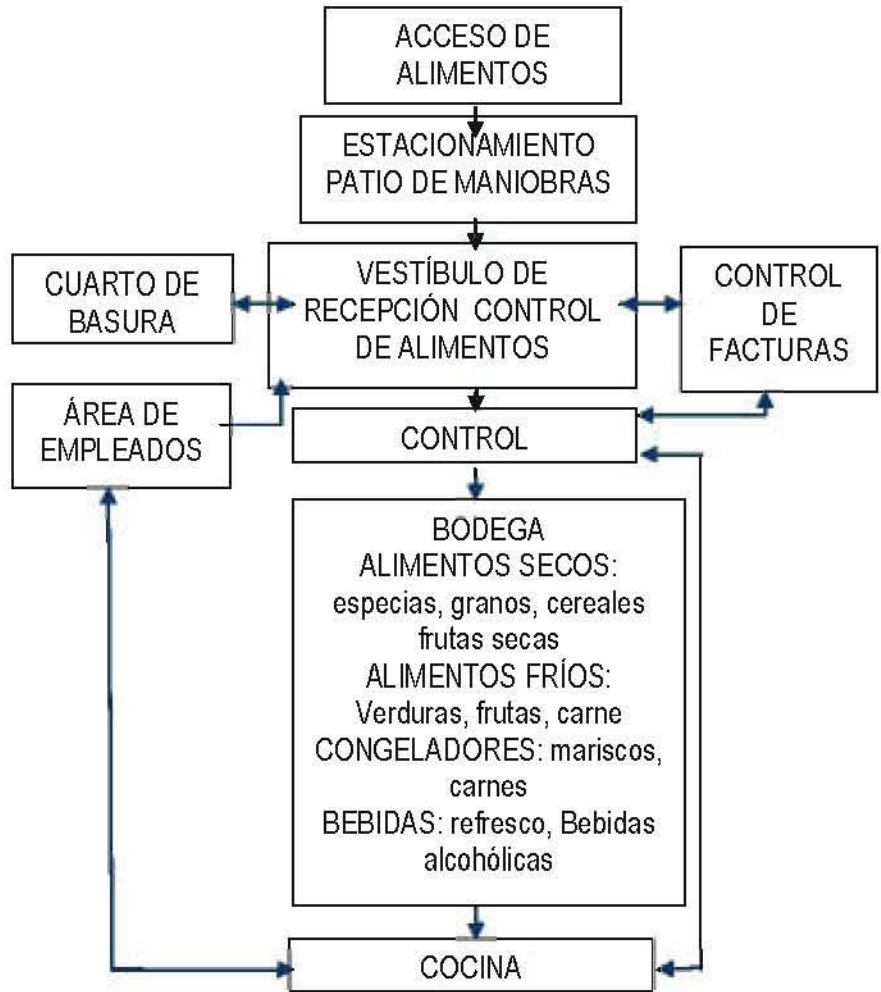 ACCESO DE
ALIMENTOS
ESTACIONAMIENTO
PATIO DE MANIOBRAS
CUARTO DE
BASURA
VESTÍBULO DE
RECEPCIÓN CONTROL
DE ALIMENTOS
CONTROL
DE
FACTURAS
ÁREA DE
EMPLEADOS
CONTROL
BODEGA
ALIMENTOS SECOS:
especias, granos, cereales
frutas secas
ALIMENTOS FRÍOS:
Verduras, frutas, carne
CONGELADORES: mariscos,
carnes
BEBIDAS: refresco, Bebidas
alcohólicas
COCINA